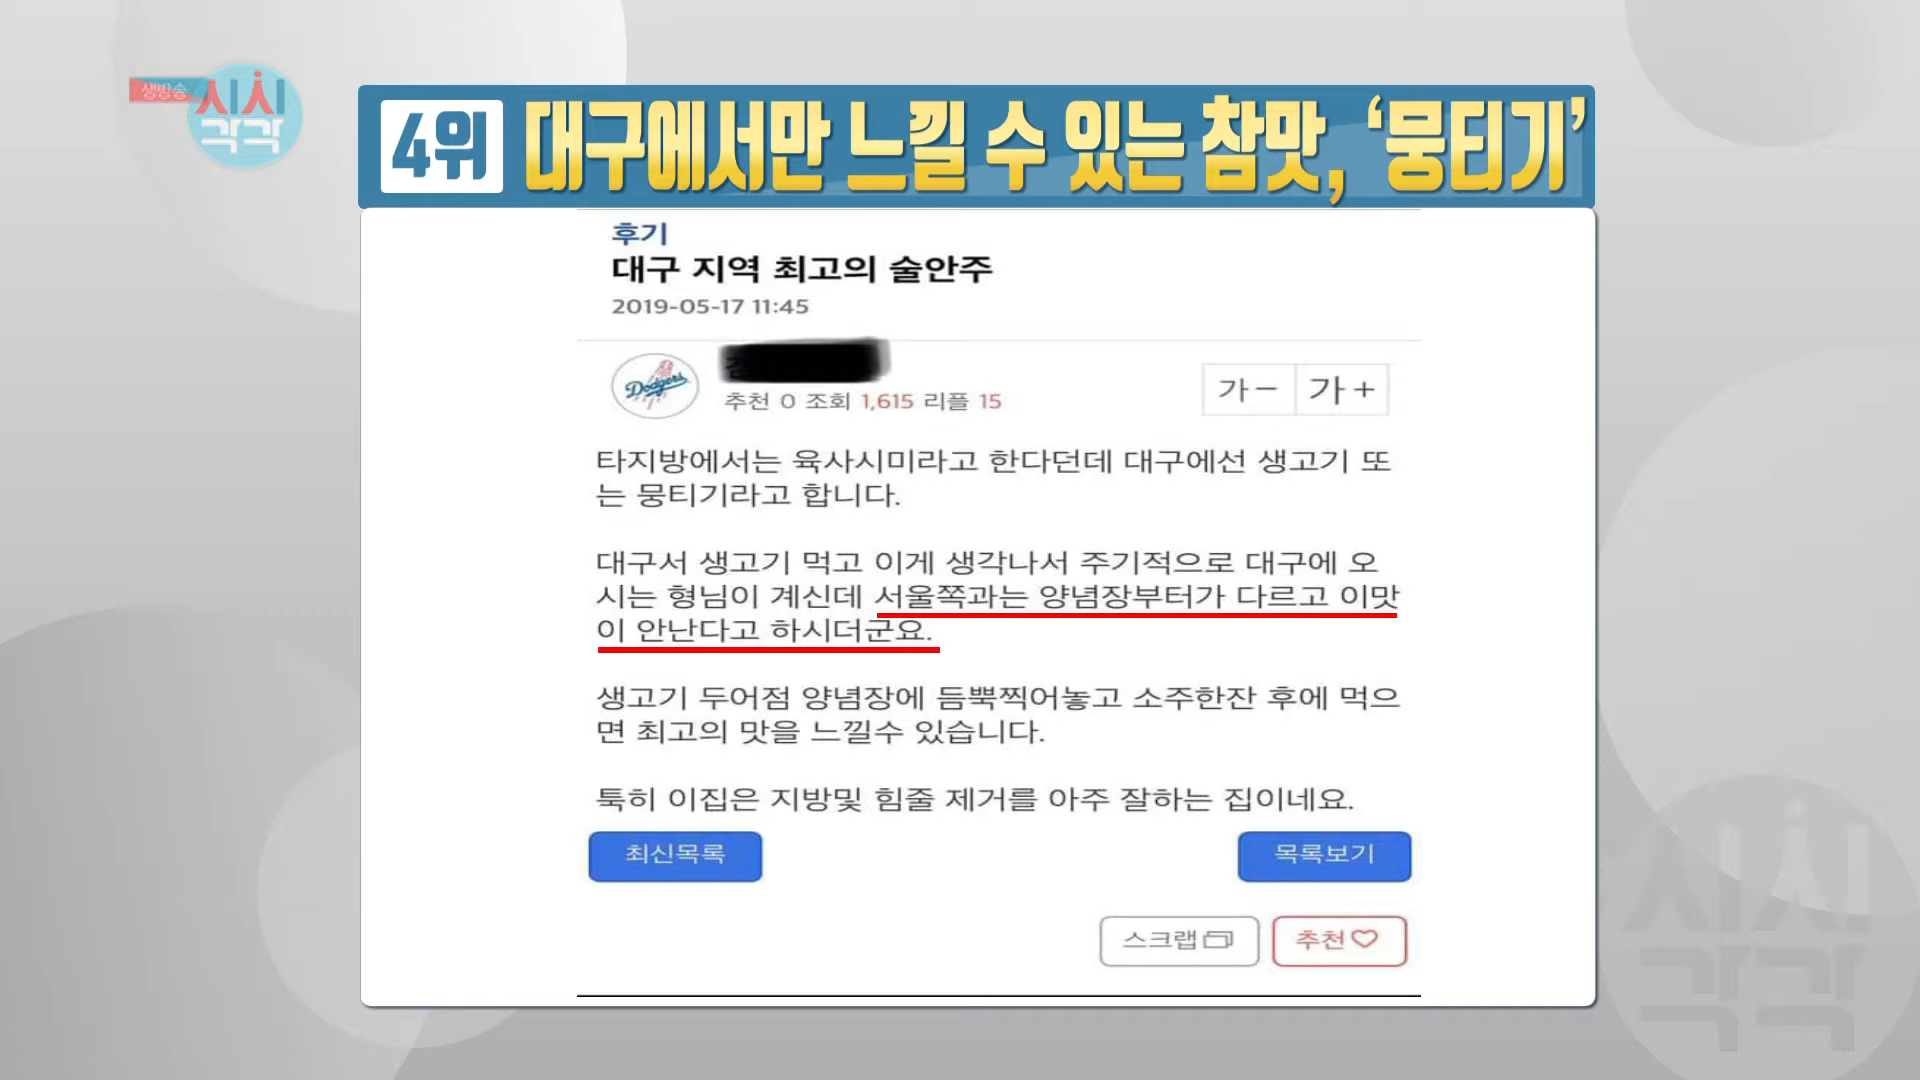 생방송
시시각각
4위 대구에서만 느낄 수 있는 참맛, ‘뭉티기’
후기
대구 지역 최고의 술안주
2019-05-17 11:45
Dodgers
추천 0 조회 1,615 리플 15
가 − 가 +
타지방에서는 육사시미라고 한다던데 대구에선 생고기 또
는 뭉티기라고 합니다.
대구서 생고기 먹고 이게 생각나서 주기적으로 대구에 오
시는 형님이 계신데 서울쪽과는 양념장부터가 다르고 이맛
이 안난다고 하시더군요.
생고기 두어점 양념장에 듬뿍찍어놓고 소주한잔 후에 먹으
면 최고의 맛을 느낄수 있습니다.
특히 이집은 지방및 힘줄 제거를 아주 잘하는 집이네요.
최신목록 목록보기
스크랩 추천
시시각각